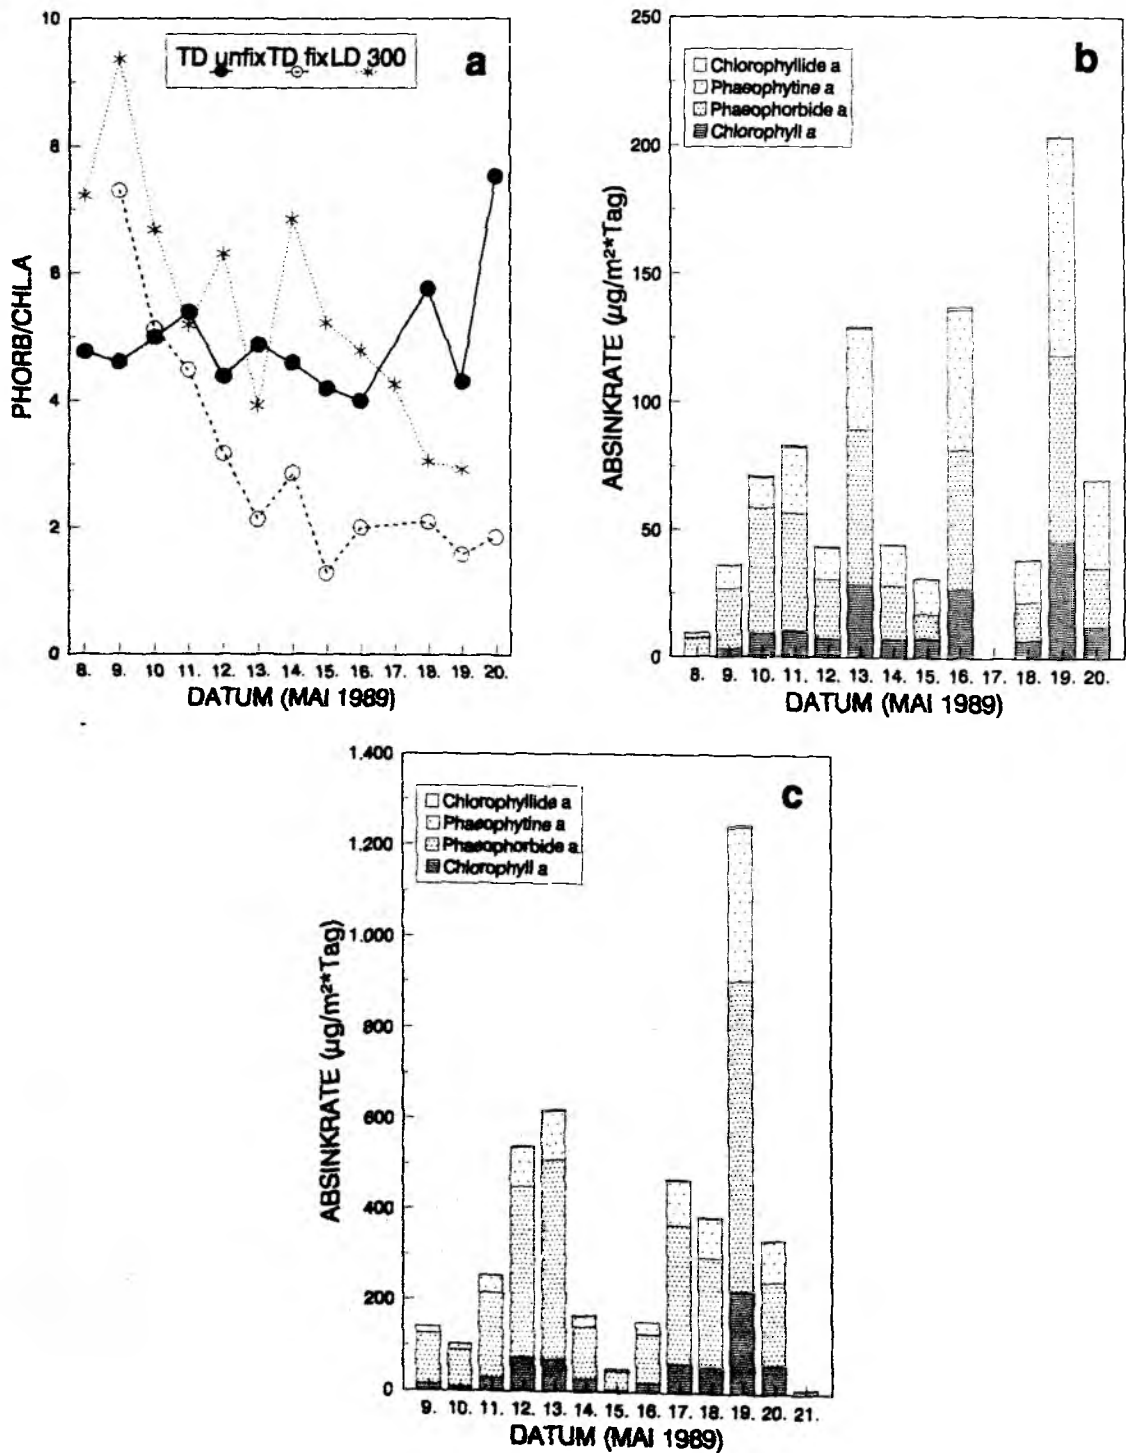 10
8
6
4
2
0
PHORB/CHLA
TD unfix TD fix LD 300
a
8. 9. 10 11. 12. 13. 14. 15. 16. 17. 18. 19. 20.
DATUM (MAI 1989)
250
200
150
100
50
0
ABSINKRATE (µg/m²*Tag)
Chlorophyllide a
Phaeophytine a
Phaeophorbide a
Chlorophyll a
b
8. 9. 10. 11. 12. 13. 14. 15. 16. 17. 18. 19. 20.
DATUM (MAI 1989)
1.400
1.200
1.000
800
600
400
200
0
ABSINKRATE (µg/m²*Tag)
Chlorophyllide a
Phaeophytine a
Phaeophorbide a
Chlorophyll a
c
9. 10. 11. 12. 13. 14. 15. 16. 17. 18. 19. 20. 21.
DATUM (MAI 1989)